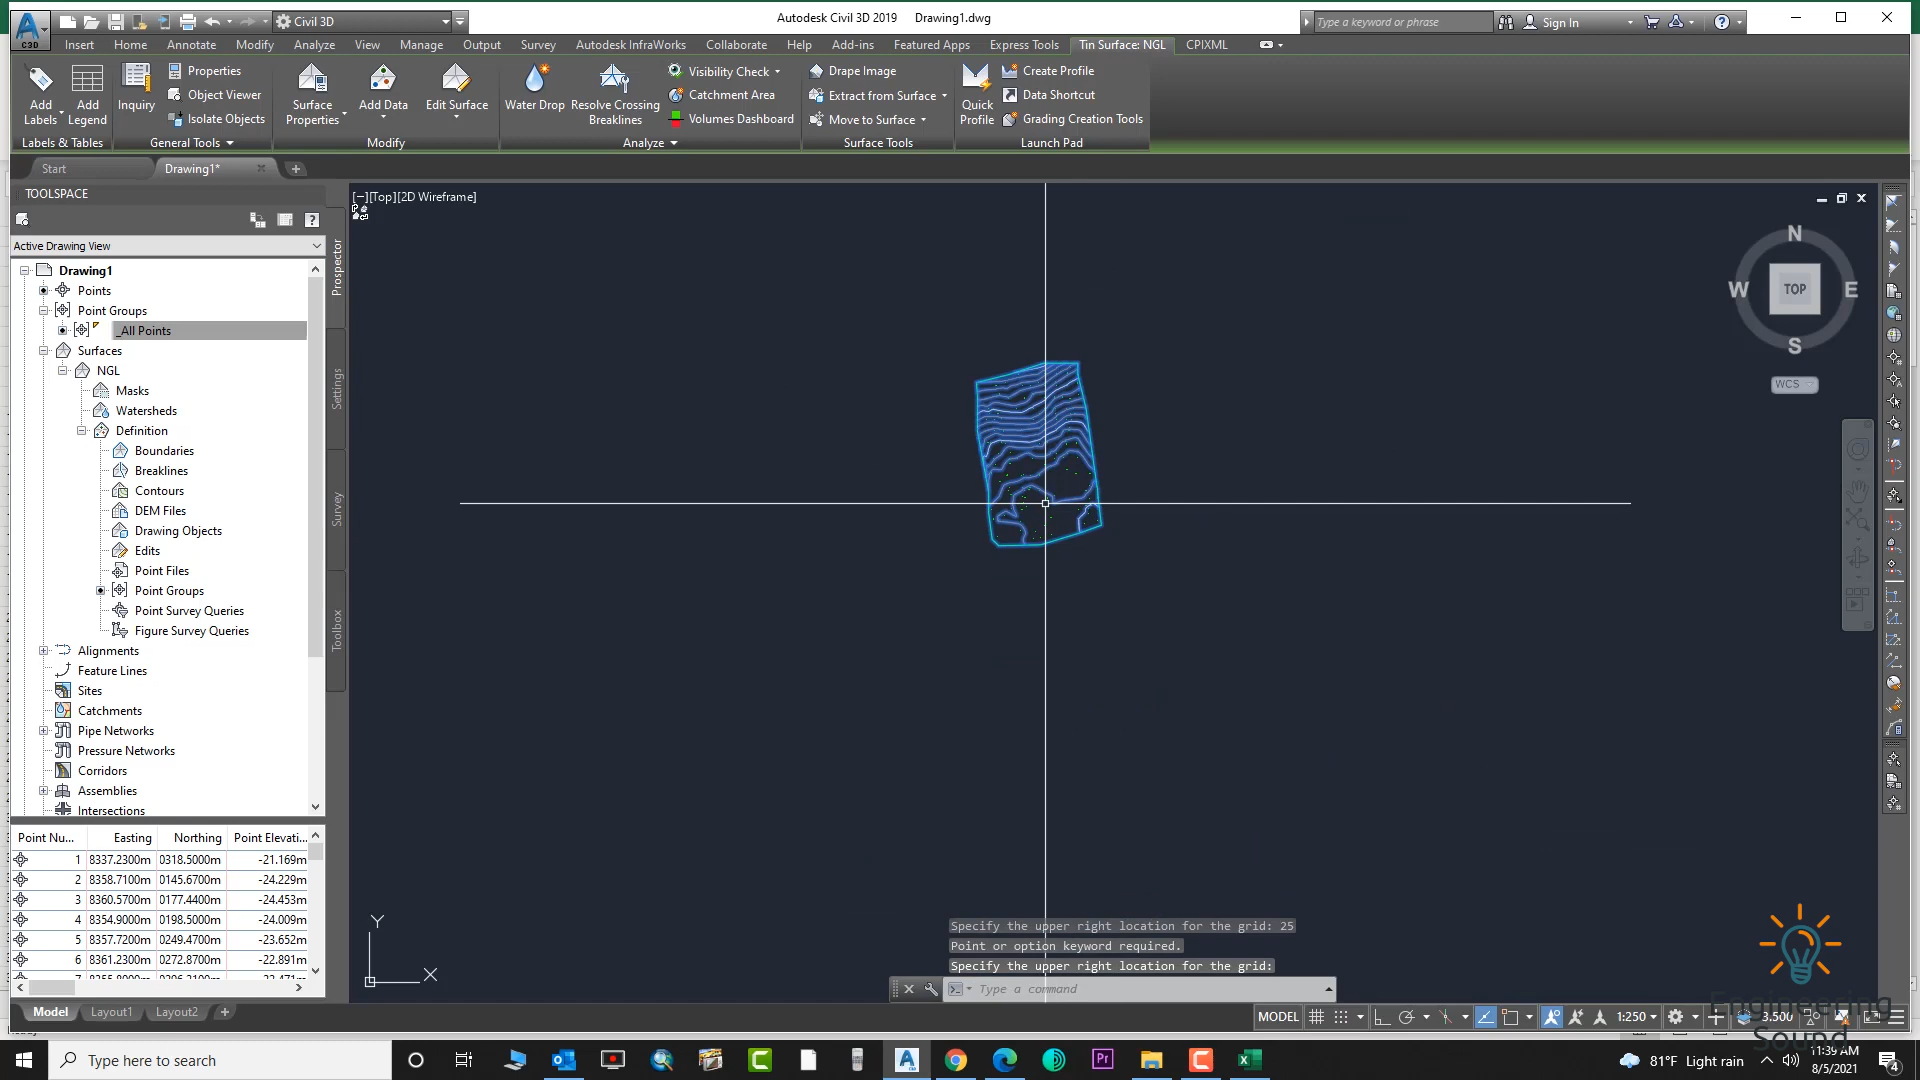 Civil 3D
Autodesk Civil 3D 2019 Drawing1.dwg
Type a keyword or phrase
Sign In
C3D
Insert Home Annotate Modify Analyze View Manage Output Survey Autodesk InfraWorks Collaborate Help Add-ins Featured Apps Express Tools Tin Surface: NGL CPIXML
Add Labels
Add Legend
Inquiry
Properties
Object Viewer
Isolate Objects
Surface Properties
Add Data
Edit Surface
Water Drop
Resolve Crossing Breaklines
Visibility Check
Catchment Area
Volumes Dashboard
Drape Image
Extract from Surface
Move to Surface
Quick Profile
Create Profile
Data Shortcut
Grading Creation Tools
Labels & Tables General Tools Modify Analyze Surface Tools Launch Pad
Start Drawing1*
TOOLSPACE
Active Drawing View
Drawing1
Points
Point Groups
_All Points
Surfaces
NGL
Masks
Watersheds
Definition
Boundaries
Breaklines
Contours
DEM Files
Drawing Objects
Edits
Point Files
Point Groups
Point Survey Queries
Figure Survey Queries
Alignments
Feature Lines
Sites
Catchments
Pipe Networks
Pressure Networks
Corridors
Assemblies
Intersections
Prospector
Settings
Survey
Toolbox
Point Nu... Easting Northing Point Elevati...
1 8337.2300m 0318.5000m -21.169m
2 8358.7100m 0145.6700m -24.229m
3 8360.5700m 0177.4400m -24.453m
4 8354.9000m 0198.5000m -24.009m
5 8357.7200m 0249.4700m -23.652m
6 8361.2300m 0272.8700m -22.891m
[−][Top][2D Wireframe]
N
W TOP E
S
WCS
Y
X
Specify the upper right location for the grid: 25
Point or option keyword required.
Specify the upper right location for the grid:
Type a command
Model Layout1 Layout2
MODEL 1:250 3.500
Engineering
Sound
Type here to search
81°F Light rain
11:39 AM
8/5/2021
4